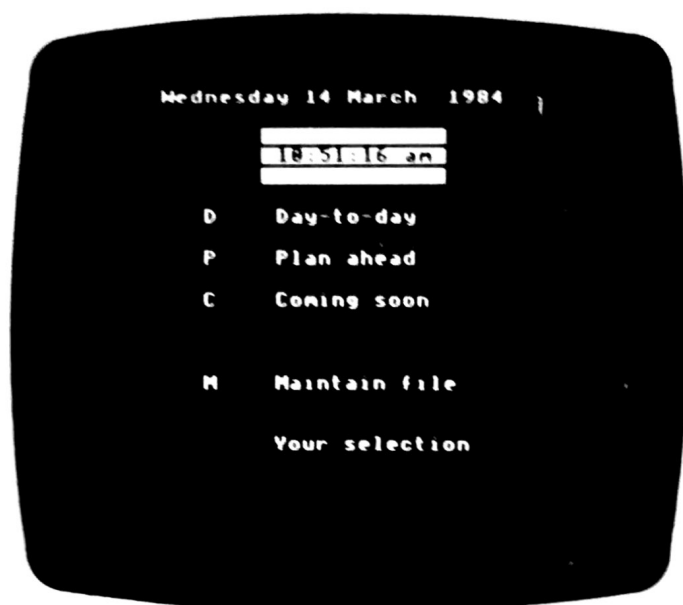 Wednesday 14 March 1984
10:51:16 am
D Day-to-day
P Plan ahead
C Coming soon
M Maintain file
Your selection